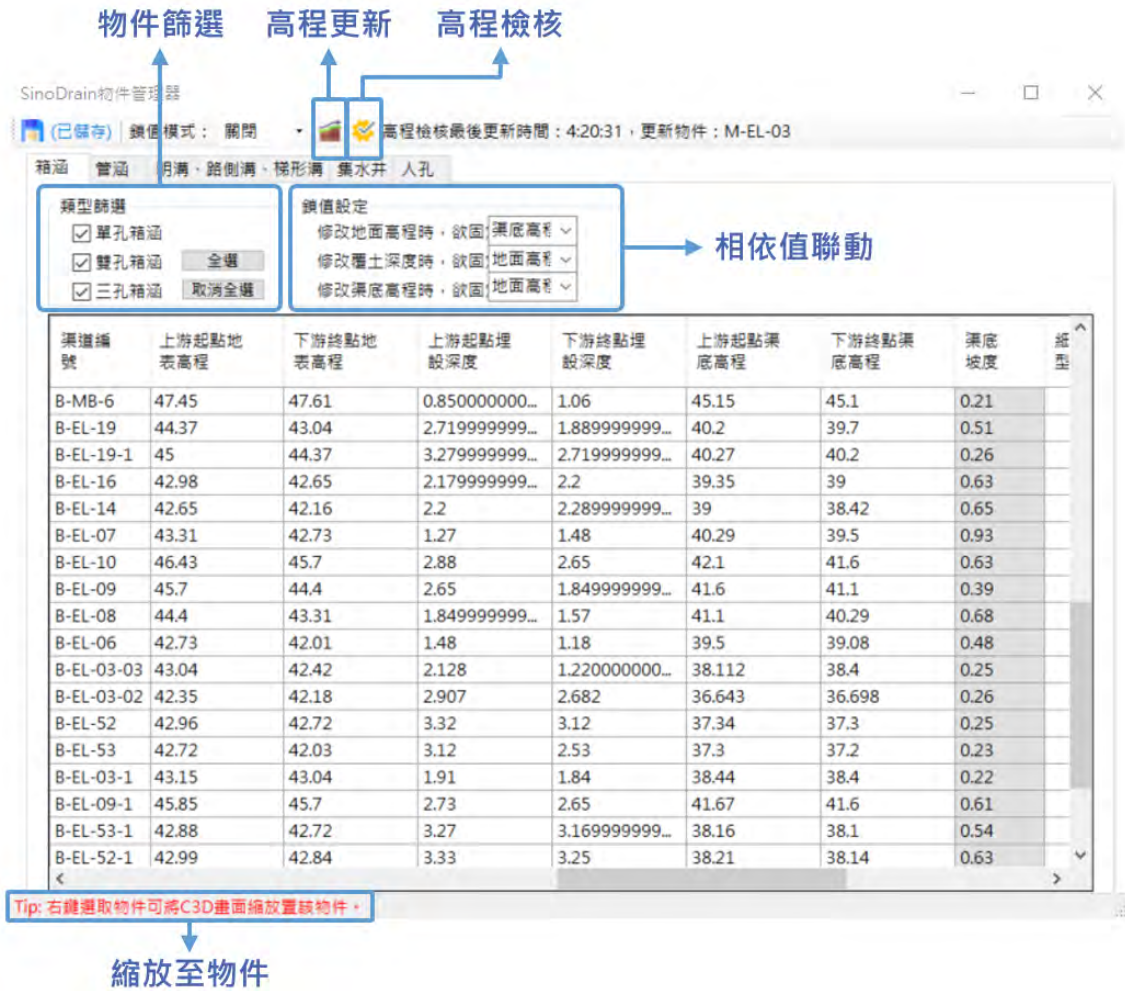 物件篩選 高程更新 高程檢核
SinoDrain物件管理器
(已儲存) 鎖值模式： 關閉 高程檢核最後更新時間：4:20:31，更新物件：M-EL-03
箱涵 管涵 明溝、路側溝、梯形溝 集水井 人孔
類型篩選
單孔箱涵
雙孔箱涵 全選
三孔箱涵 取消全選
鎖值設定
修改地面高程時，欲固 渠底高程
修改覆土深度時，欲固 地面高程
修改渠底高程時，欲固 地面高程
相依值聯動
渠道編號 上游起點地表高程 下游終點地表高程 上游起點埋設深度 下游終點埋設深度 上游起點渠底高程 下游終點渠底高程 渠底坡度
B-MB-6 47.45 47.61 0.850000000... 1.06 45.15 45.1 0.21
B-EL-19 44.37 43.04 2.719999999... 1.889999999... 40.2 39.7 0.51
B-EL-19-1 45 44.37 3.279999999... 2.719999999... 40.27 40.2 0.26
B-EL-16 42.98 42.65 2.179999999... 2.2 39.35 39 0.63
B-EL-14 42.65 42.16 2.2 2.289999999... 39 38.42 0.65
B-EL-07 43.31 42.73 1.27 1.48 40.29 39.5 0.93
B-EL-10 46.43 45.7 2.88 2.65 42.1 41.6 0.63
B-EL-09 45.7 44.4 2.65 1.849999999... 41.6 41.1 0.39
B-EL-08 44.4 43.31 1.849999999... 1.57 41.1 40.29 0.68
B-EL-06 42.73 42.01 1.48 1.18 39.5 39.08 0.48
B-EL-03-03 43.04 42.42 2.128 1.220000000... 38.112 38.4 0.25
B-EL-03-02 42.35 42.18 2.907 2.682 36.643 36.698 0.26
B-EL-52 42.96 42.72 3.32 3.12 37.34 37.3 0.25
B-EL-53 42.72 42.03 3.12 2.53 37.3 37.2 0.23
B-EL-03-1 43.15 43.04 1.91 1.84 38.44 38.4 0.22
B-EL-09-1 45.85 45.7 2.73 2.65 41.67 41.6 0.61
B-EL-53-1 42.88 42.72 3.27 3.169999999... 38.16 38.1 0.54
B-EL-52-1 42.99 42.84 3.33 3.25 38.21 38.14 0.63
Tip: 右鍵選取物件可將C3D畫面縮放置該物件。
縮放至物件